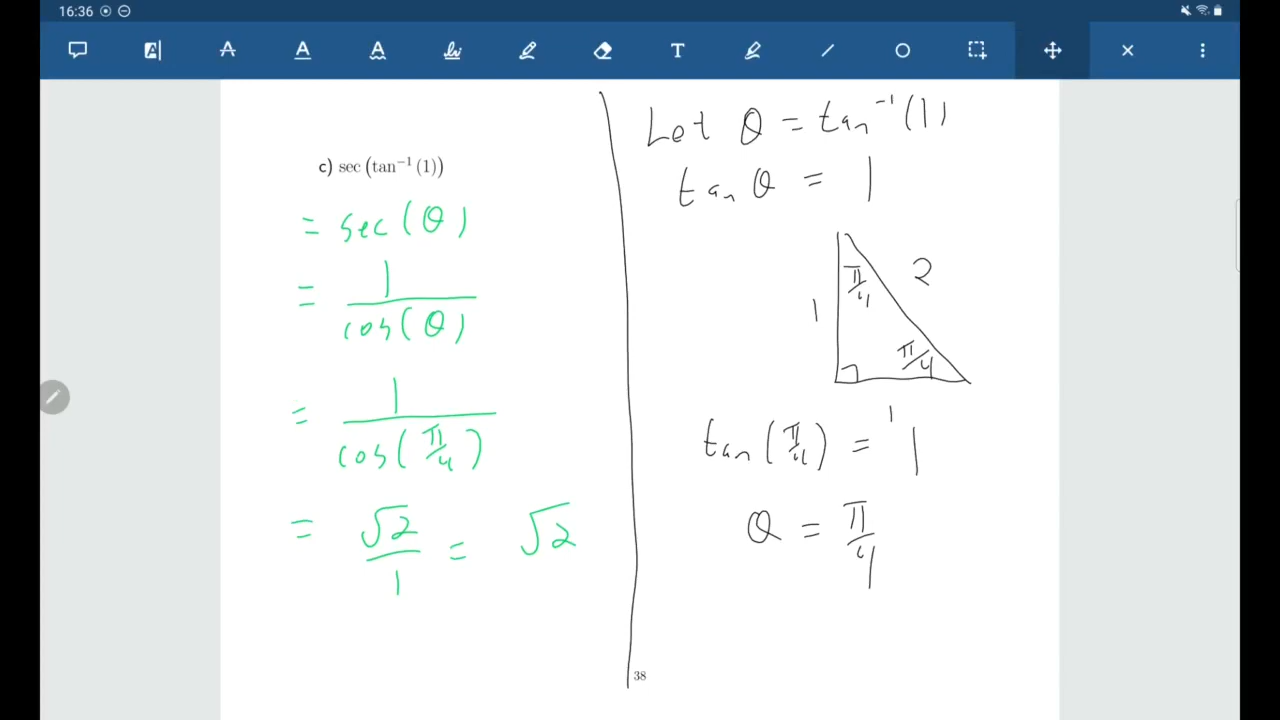 16:36
T
c) sec (tan⁻¹ (1))
= sec(θ)
= 1/cos(θ)
= 1/cos(π/4)
= √2/1 = √2
Let θ = tan⁻¹(1)
tan θ = 1
π/4
2
1
π/4
1
tan(π/4) = 1
θ = π/4
38